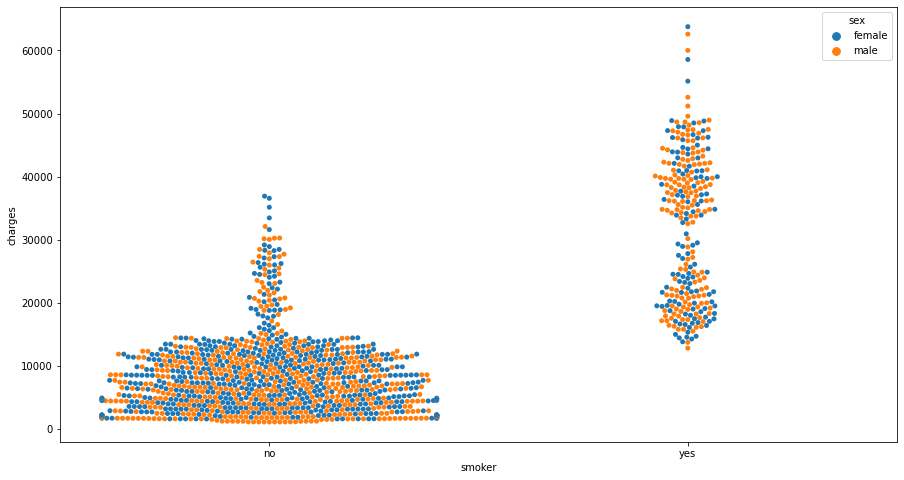 sex
female
male
60000
50000
40000
30000
20000
10000
0
charges
no
yes
smoker